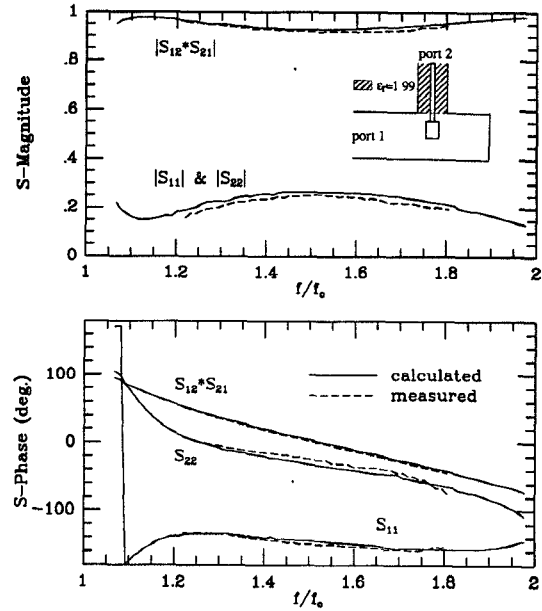 1
.8
.6
.4
.2
0
S-Magnitude
|S₁₂*S₂₁|
port 2
εᵣ=1 99
port 1
|S₁₁| & |S₂₂|
1 1.2 1.4 1.6 1.8 2
f/f₀
100
0
-100
S-Phase (deg.)
S₁₂*S₂₁
calculated
measured
S₂₂
S₁₁
1 1.2 1.4 1.6 1.8 2
f/f₀